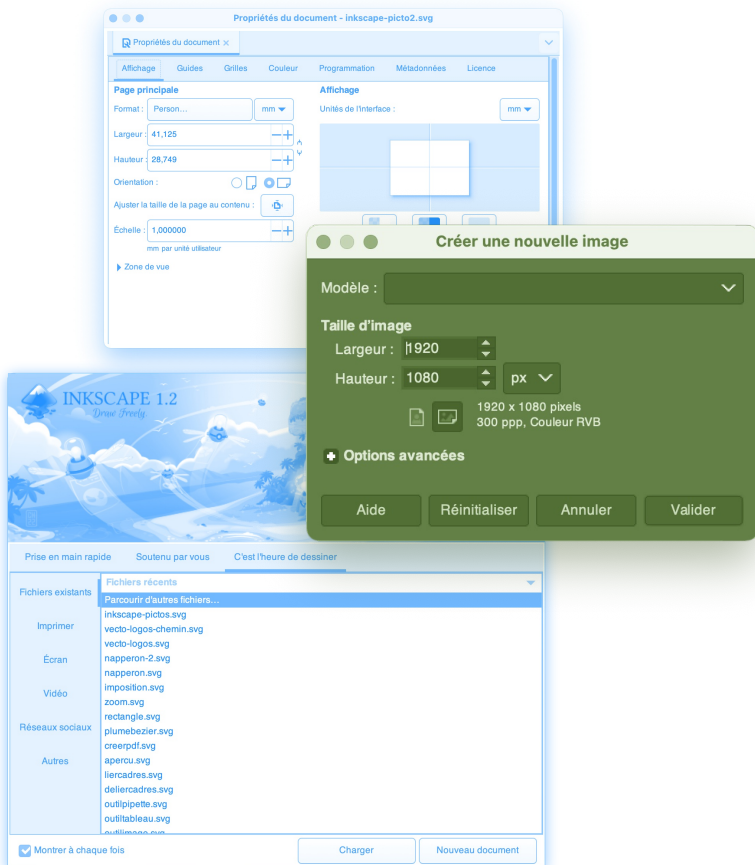 Propriétés du document - inkscape-picto2.svg
Propriétés du document
Affichage Guides Grilles Couleur Programmation Métadonnées Licence
Page principale
Format : Person... mm
Largeur : 41,125
Hauteur : 28,749
Orientation :
Ajuster la taille de la page au contenu :
Échelle : 1,000000
mm par unité utilisateur
Zone de vue
Affichage
Unités de l'interface : mm
Créer une nouvelle image
Modèle :
Taille d'image
Largeur : 1920
Hauteur : 1080 px
1920 x 1080 pixels
300 ppp, Couleur RVB
Options avancées
Aide Réinitialiser Annuler Valider
INKSCAPE 1.2
Draw Freely.
Prise en main rapide Soutenu par vous C'est l'heure de dessiner
Fichiers existants
Imprimer
Écran
Vidéo
Réseaux sociaux
Autres
Fichiers récents
Parcourir d'autres fichiers...
inkscape-pictos.svg
vecto-logos-chemin.svg
vecto-logos.svg
napperon-2.svg
napperon.svg
imposition.svg
zoom.svg
rectangle.svg
plumebezier.svg
creerpdf.svg
apercu.svg
liercadres.svg
deliercadres.svg
outilpipette.svg
outiltableau.svg
outilimage.svg
Montrer à chaque fois Charger Nouveau document